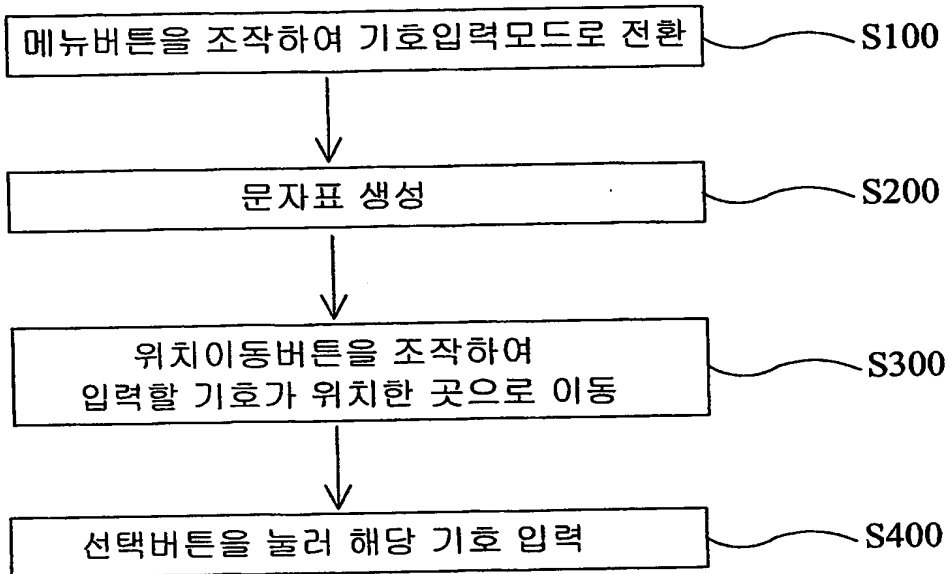 메뉴버튼을 조작하여 기호입력모드로 전환 S100
문자표 생성 S200
위치이동버튼을 조작하여
입력할 기호가 위치한 곳으로 이동 S300
선택버튼을 눌러 해당 기호 입력 S400